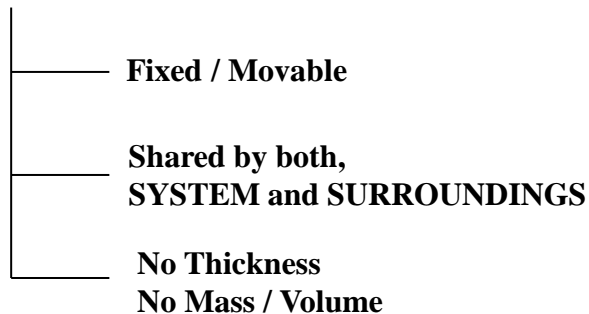 Fixed / Movable
Shared by both,
SYSTEM and SURROUNDINGS
No Thickness
No Mass / Volume